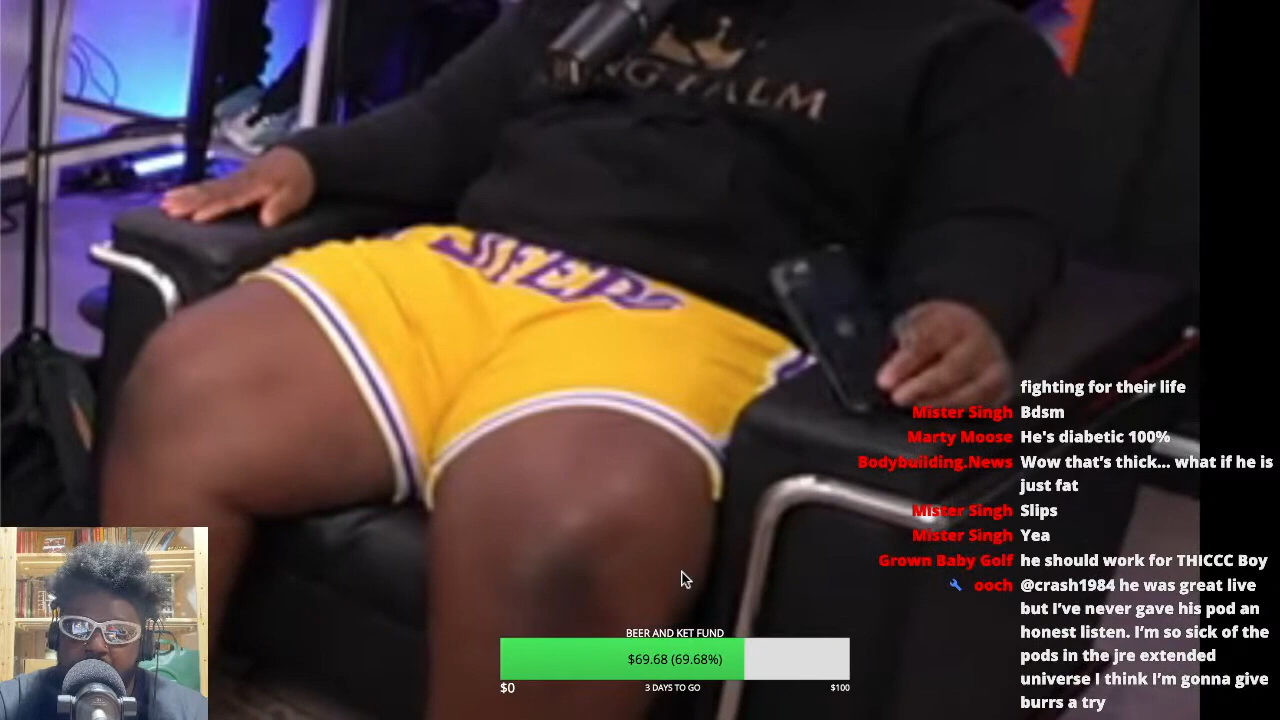 fighting for their life
Mister Singh Bdsm
Marty Moose He's diabetic 100%
Bodybuilding.News Wow that’s thick... what if he is
just fat
Mister Singh Slips
Mister Singh Yea
Grown Baby Golf he should work for THICCC Boy
ooch @crash1984 he was great live
but I’ve never gave his pod an
honest listen. I’m so sick of the
pods in the jre extended
universe I think I’m gonna give
burrs a try
BEER AND KET FUND
$69.68 (69.68%)
$0 3 DAYS TO GO $100